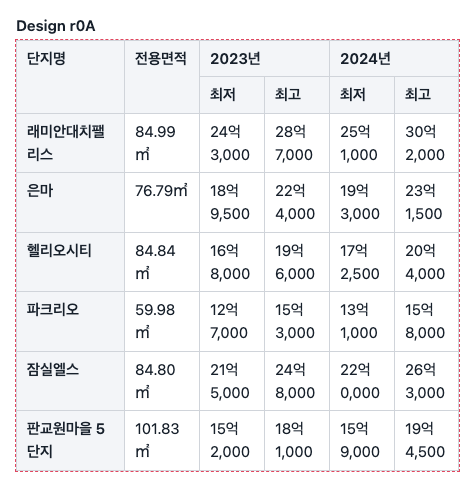 Design r0A
단지명 전용면적 2023년 2024년
최저 최고 최저 최고
래미안대치팰 84.99 24억 28억 25억 30억
리스 ㎡ 3,000 7,000 1,000 2,000
은마 76.79㎡ 18억 22억 19억 23억
9,500 4,000 3,000 1,500
헬리오시티 84.84 16억 19억 17억 20억
㎡ 8,000 6,000 2,500 4,000
파크리오 59.98 12억 15억 13억 15억
㎡ 7,000 3,000 1,000 8,000
잠실엘스 84.80 21억 24억 22억 26억
㎡ 5,000 8,000 0,000 3,000
판교원마을 5 101.83 15억 18억 15억 19억
단지 ㎡ 2,000 1,000 9,000 4,500